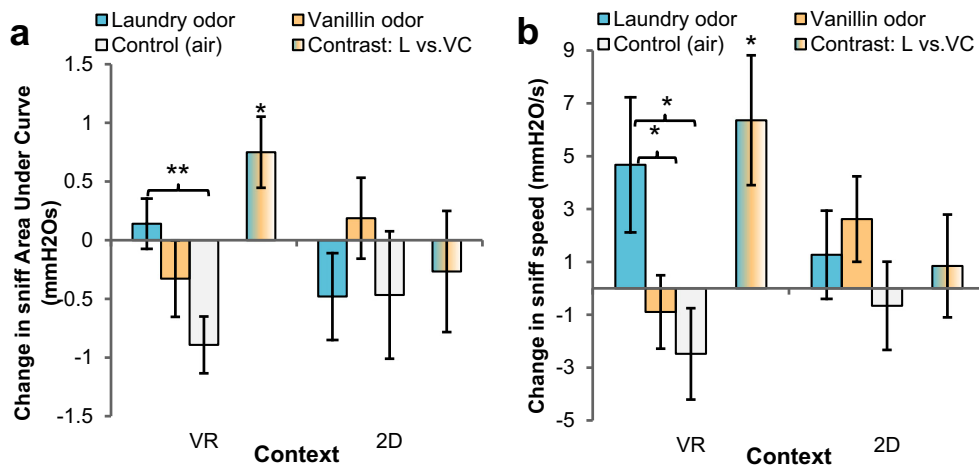 a
Laundry odor
Vanillin odor
Control (air)
Contrast: L vs.VC
Change in sniff Area Under Curve
(mmH2Os)
1.5
1
0.5
0
-0.5
-1
-1.5
**
*
VR
2D
Context
b
Laundry odor
Vanillin odor
Control (air)
Contrast: L vs.VC
Change in sniff speed (mmH2O/s)
9
7
5
3
1
-1
-3
-5
*
*
*
VR
2D
Context